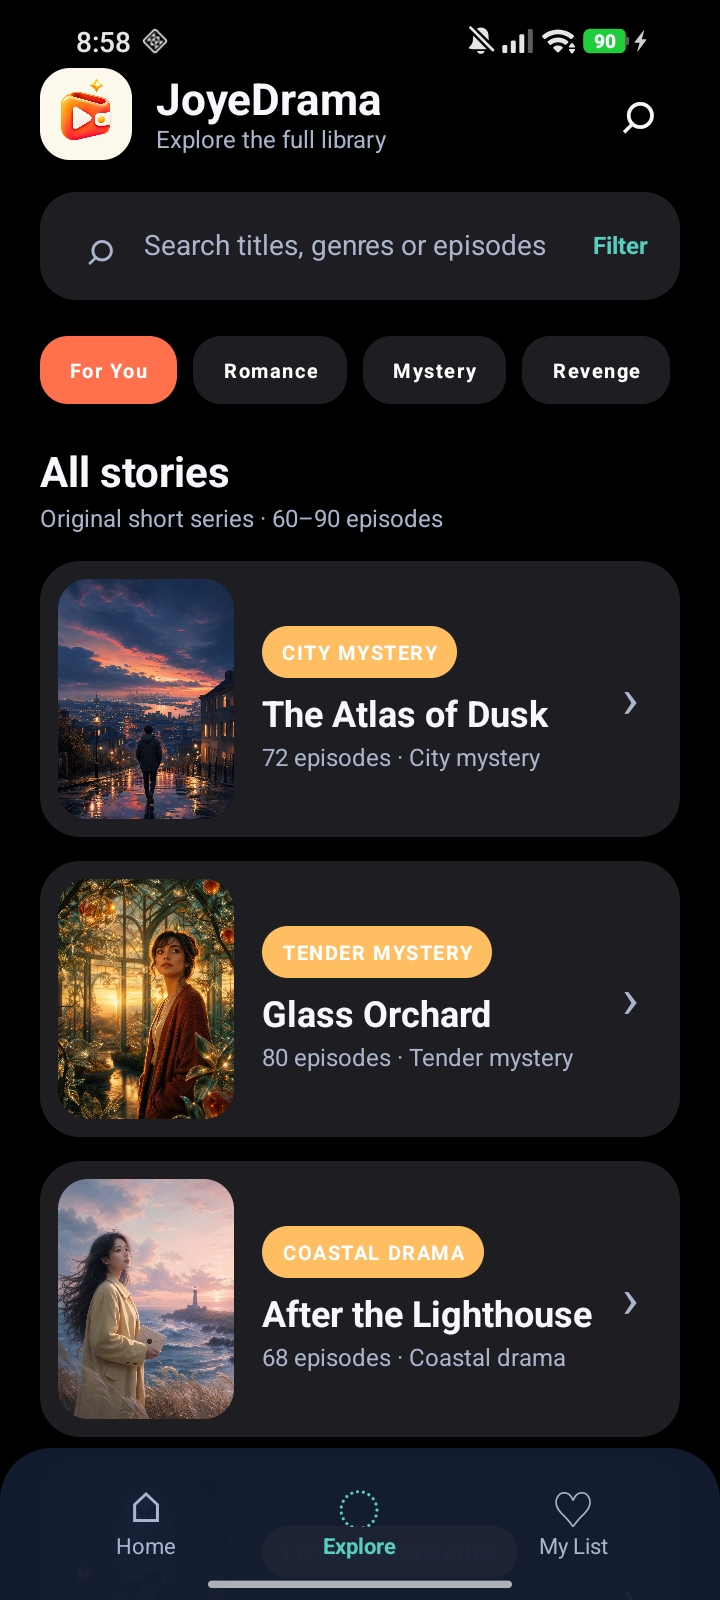 8:58
90
JoyeDrama
Explore the full library
Search titles, genres or episodes
Filter
For You
Romance
Mystery
Revenge
All stories
Original short series · 60–90 episodes
CITY MYSTERY
The Atlas of Dusk
72 episodes · City mystery
TENDER MYSTERY
Glass Orchard
80 episodes · Tender mystery
COASTAL DRAMA
After the Lighthouse
68 episodes · Coastal drama
Home
Explore
My List